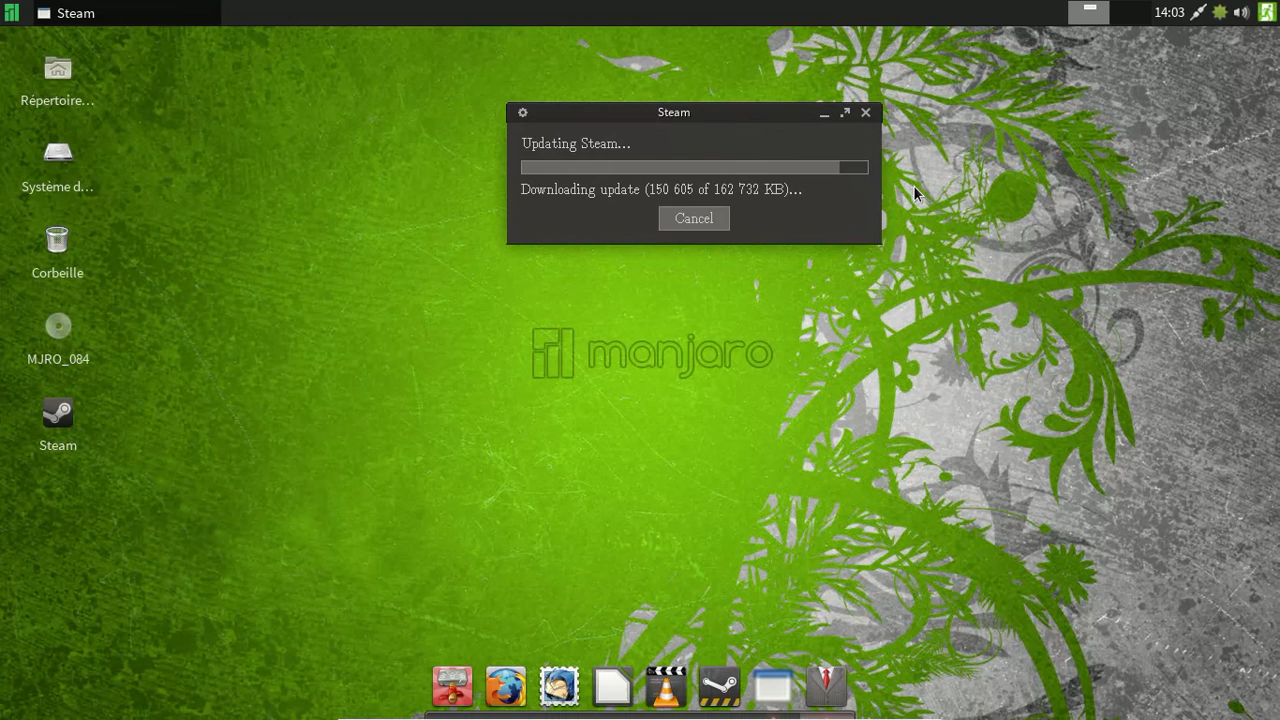 Steam
14:03
Répertoire...
Steam
Updating Steam...
Downloading update (150 605 of 162 732 KB)...
Cancel
Système d...
Corbeille
manjaro
MJRO_084
Steam